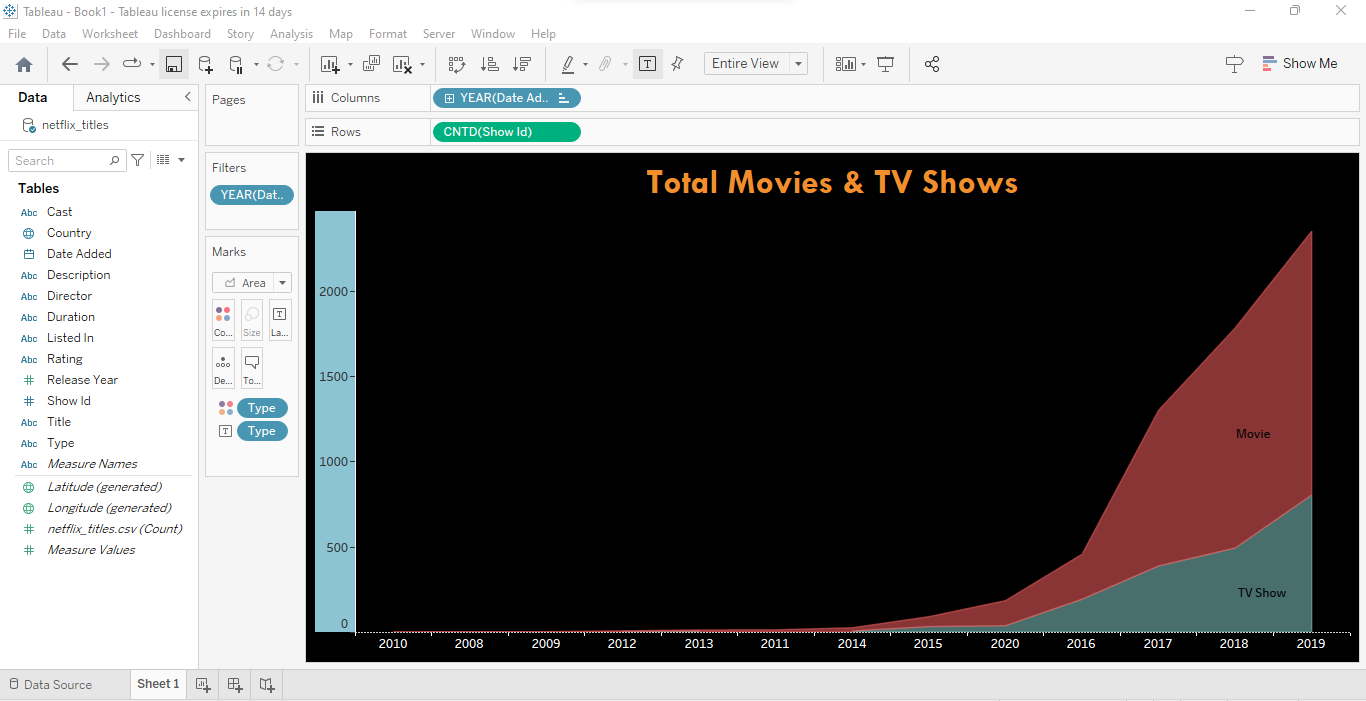 Tableau - Book1 - Tableau license expires in 14 days
File Data Worksheet Dashboard Story Analysis Map Format Server Window Help
Entire View
Show Me
Data Analytics
netflix_titles
Search
Tables
Abc Cast
Country
Date Added
Abc Description
Abc Director
Abc Duration
Abc Listed In
Abc Rating
Release Year
Show Id
Abc Title
Abc Type
Abc Measure Names
Latitude (generated)
Longitude (generated)
netflix_titles.csv (Count)
Measure Values
Pages
Filters
YEAR(Dat..
Marks
Area
Co...
Size
La...
De...
To...
Type
Type
Columns YEAR(Date Ad..
Rows CNTD(Show Id)
Total Movies & TV Shows
2000
1500
1000
500
0
Movie
TV Show
2010 2008 2009 2012 2013 2011 2014 2015 2020 2016 2017 2018 2019
Data Source Sheet 1